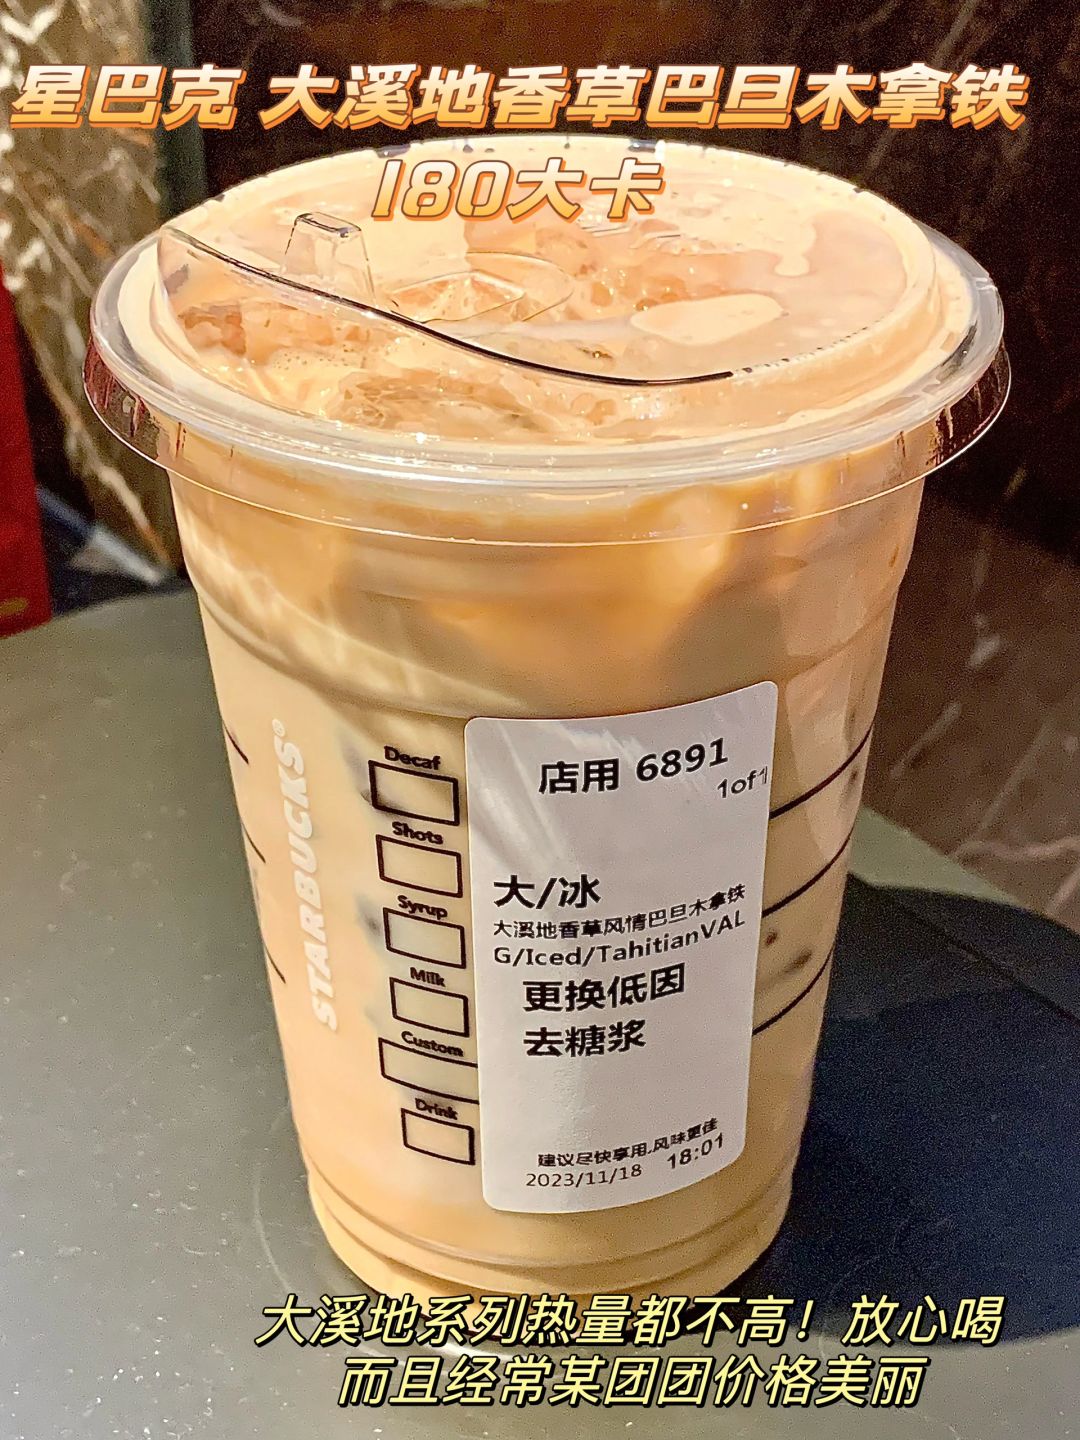 星巴克 大溪地香草巴旦木拿铁
180大卡
STARBUCKS®
Decaf
Shots
Syrup
Milk
Custom
Drink
店用 6891
1of1
大/冰
大溪地香草风情巴旦木拿铁
G/Iced/TahitianVAL
更换低因
去糖浆
建议尽快享用,风味更佳
2023/11/18 18:01
大溪地系列热量都不高！放心喝
而且经常某团团价格美丽